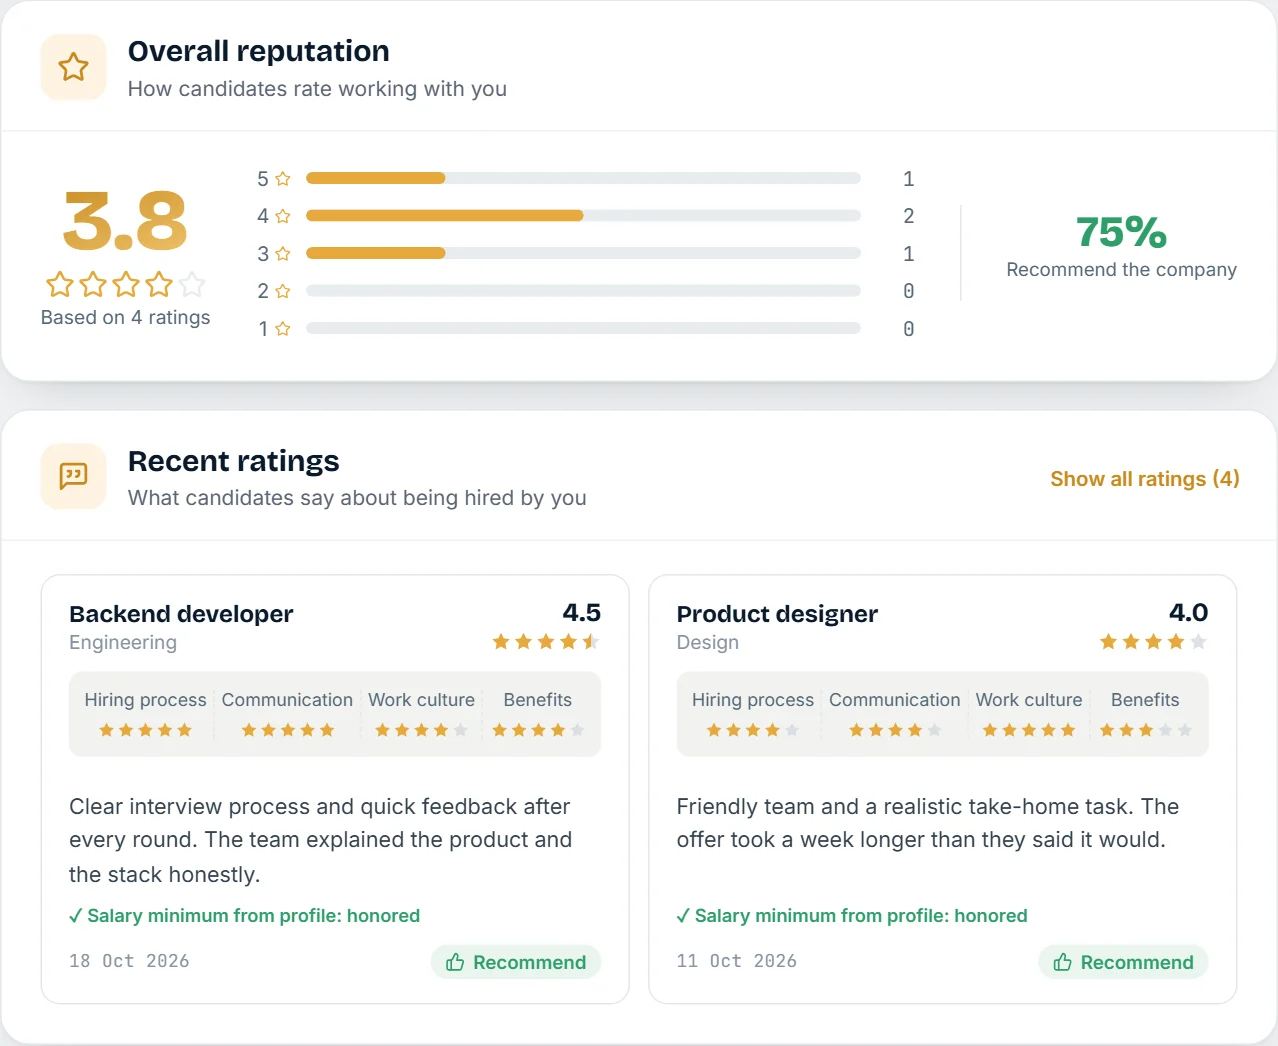 Overall reputation
How candidates rate working with you
3.8
Based on 4 ratings
5 1
4 2
3 1
2 0
1 0
75%
Recommend the company
Recent ratings
What candidates say about being hired by you
Show all ratings (4)
Backend developer 4.5
Engineering
Hiring process Communication Work culture Benefits
Clear interview process and quick feedback after
every round. The team explained the product and
the stack honestly.
✓ Salary minimum from profile: honored
18 Oct 2026 Recommend
Product designer 4.0
Design
Hiring process Communication Work culture Benefits
Friendly team and a realistic take-home task. The
offer took a week longer than they said it would.
✓ Salary minimum from profile: honored
11 Oct 2026 Recommend